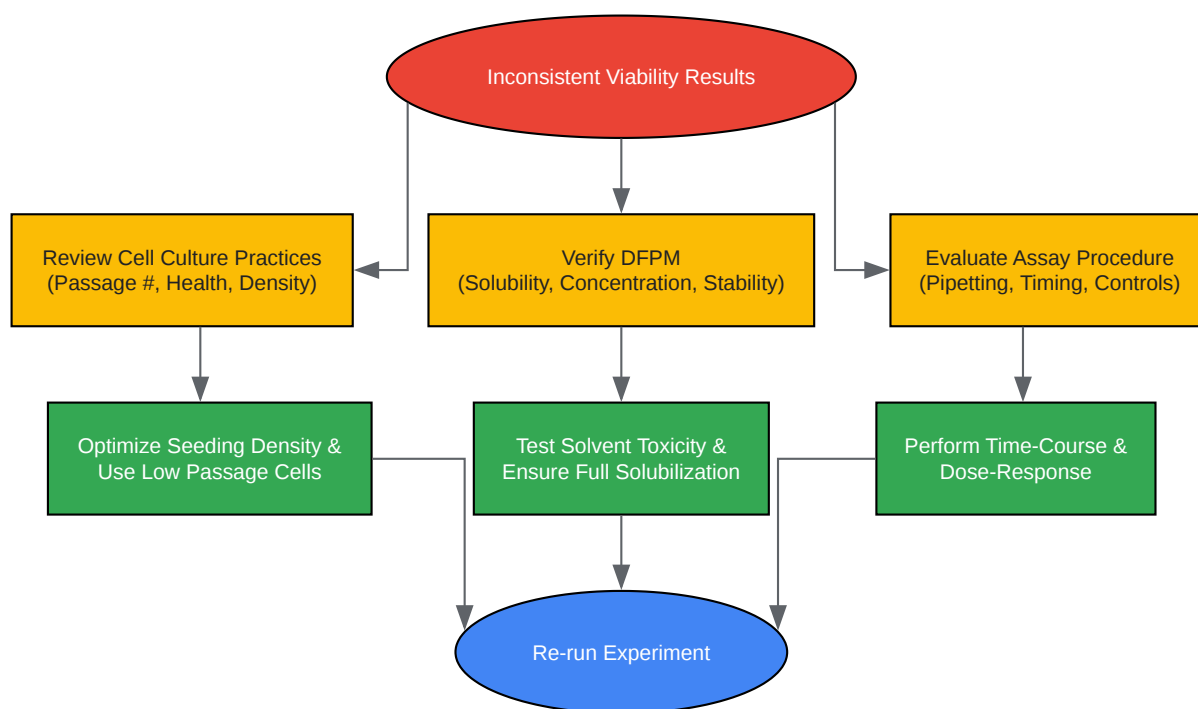 Inconsistent Viability Results
Review Cell Culture Practices
(Passage #, Health, Density)
Verify DFPM
(Solubility, Concentration, Stability)
Evaluate Assay Procedure
(Pipetting, Timing, Controls)
Optimize Seeding Density &
Use Low Passage Cells
Test Solvent Toxicity &
Ensure Full Solubilization
Perform Time-Course &
Dose-Response
Re-run Experiment